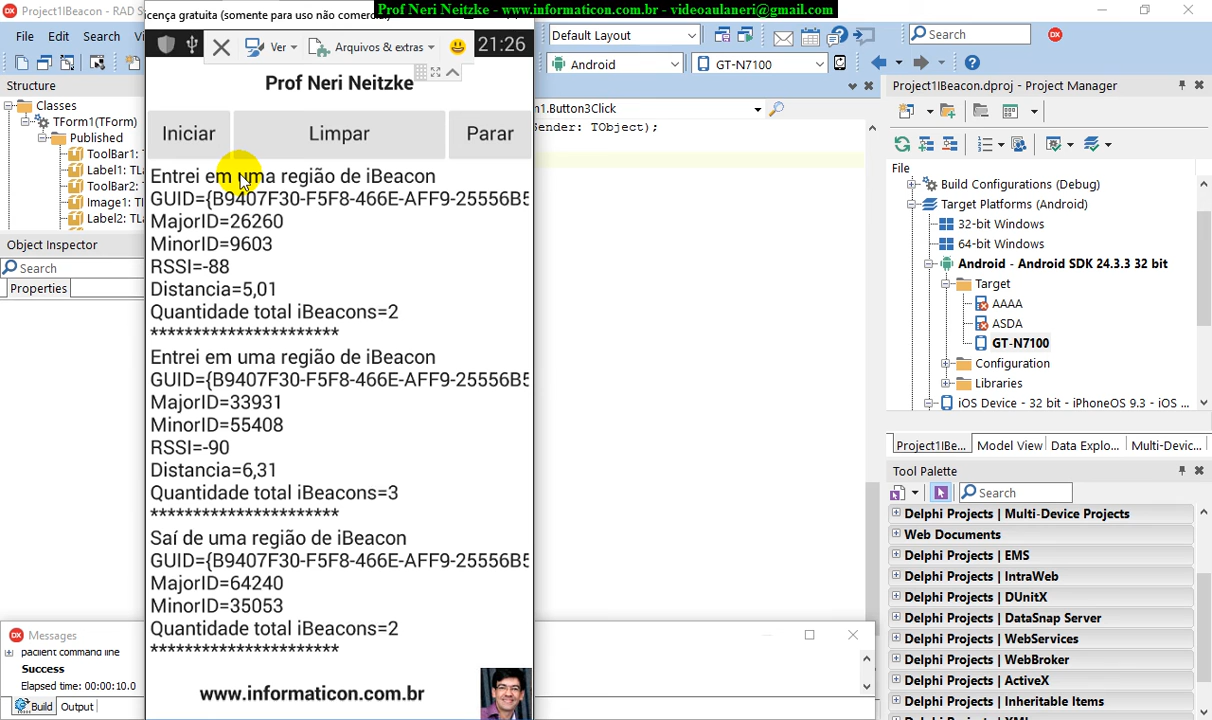 icença gratuita (somente para uso não comercial
Prof Neri Neitzke - www.informaticon.com.br - videoaulaneri@gmail.com
Ver
Arquivos & extras
21:26
Prof Neri Neitzke
Iniciar
Limpar
Parar
Entrei em uma região de iBeacon
GUID={B9407F30-F5F8-466E-AFF9-25556B5
MajorID=26260
MinorID=9603
RSSI=-88
Distancia=5,01
Quantidade total iBeacons=2
**********************
Entrei em uma região de iBeacon
GUID={B9407F30-F5F8-466E-AFF9-25556B5
MajorID=33931
MinorID=55408
RSSI=-90
Distancia=6,31
Quantidade total iBeacons=3
**********************
Saí de uma região de iBeacon
GUID={B9407F30-F5F8-466E-AFF9-25556B5
MajorID=64240
MinorID=35053
Quantidade total iBeacons=2
**********************
www.informaticon.com.br
Project1IBeacon - RAD S
File Edit Search
Structure
Classes
TForm1(TForm)
Published
ToolBar1: T
Label1: TLa
ToolBar2: T
Image1: TI
Label2: TLa
Object Inspector
Search
Properties
Messages
paclient command line
Success
Elapsed time: 00:00:10.0
Build Output
Default Layout
Search
Android
GT-N7100
m1.Button3Click
Sender: TObject);
Project1IBeacon.dproj - Project Manager
File
Build Configurations (Debug)
Target Platforms (Android)
32-bit Windows
64-bit Windows
Android - Android SDK 24.3.3 32 bit
Target
AAAA
ASDA
GT-N7100
Configuration
Libraries
iOS Device - 32 bit - iPhoneOS 9.3 - iOS ...
Project1IBe... Model View Data Explo... Multi-Devic...
Tool Palette
Search
Delphi Projects | Multi-Device Projects
Web Documents
Delphi Projects | EMS
Delphi Projects | IntraWeb
Delphi Projects | DUnitX
Delphi Projects | DataSnap Server
Delphi Projects | WebServices
Delphi Projects | WebBroker
Delphi Projects | ActiveX
Delphi Projects | Inheritable Items